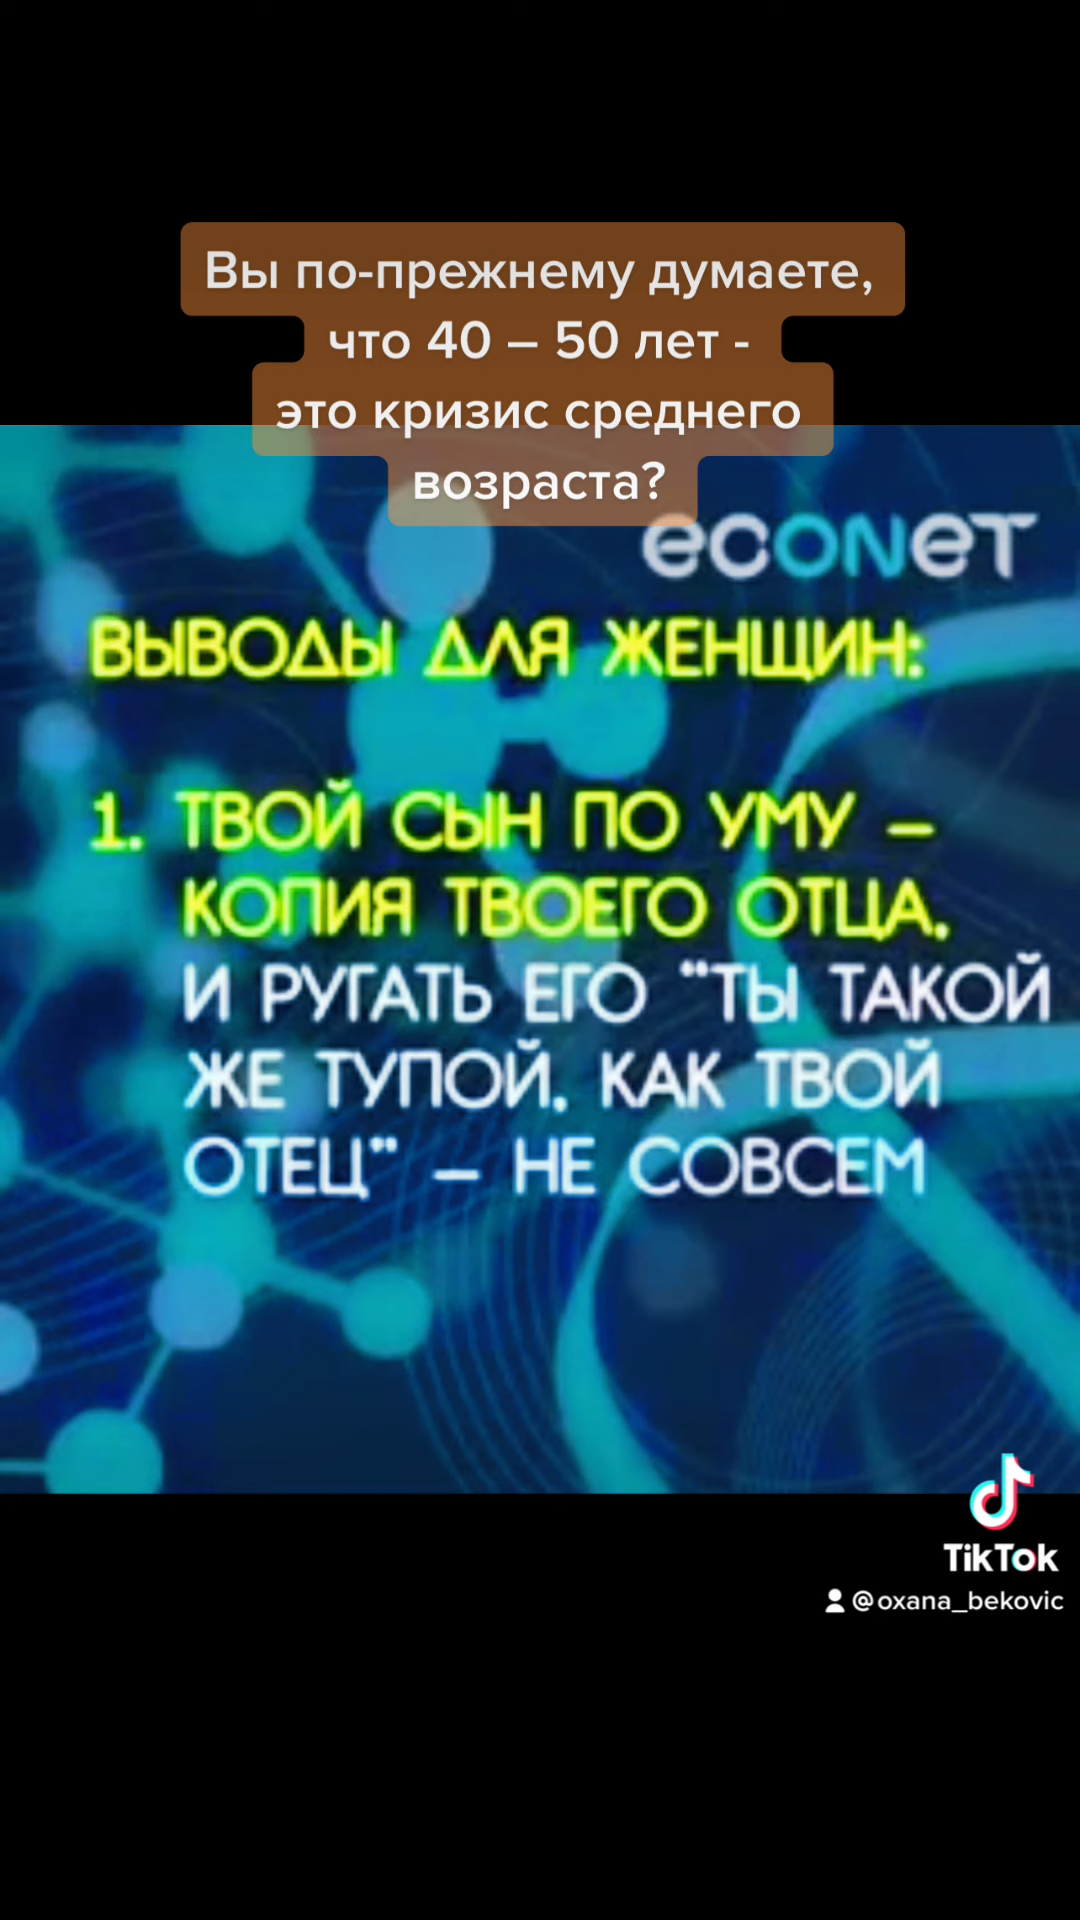 Вы по-прежнему думаете,
что 40 – 50 лет -
это кризис среднего
возраста?
econet
ВЫВОДЫ ДЛЯ ЖЕНЩИН:
1. ТВОЙ СЫН ПО УМУ –
КОПИЯ ТВОЕГО ОТЦА.
И РУГАТЬ ЕГО "ТЫ ТАКОЙ
ЖЕ ТУПОЙ, КАК ТВОЙ
ОТЕЦ" – НЕ СОВСЕМ
TikTok
@oxana_bekovic